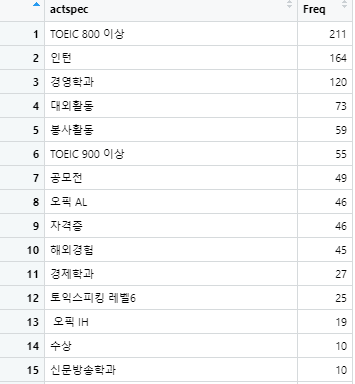 actspec Freq
1 TOEIC 800 이상 211
2 인턴 164
3 경영학과 120
4 대외활동 73
5 봉사활동 59
6 TOEIC 900 이상 55
7 공모전 49
8 오픽 AL 46
9 자격증 46
10 해외경험 45
11 경제학과 27
12 토익스피킹 레벨6 25
13 오픽 IH 19
14 수상 10
15 신문방송학과 10